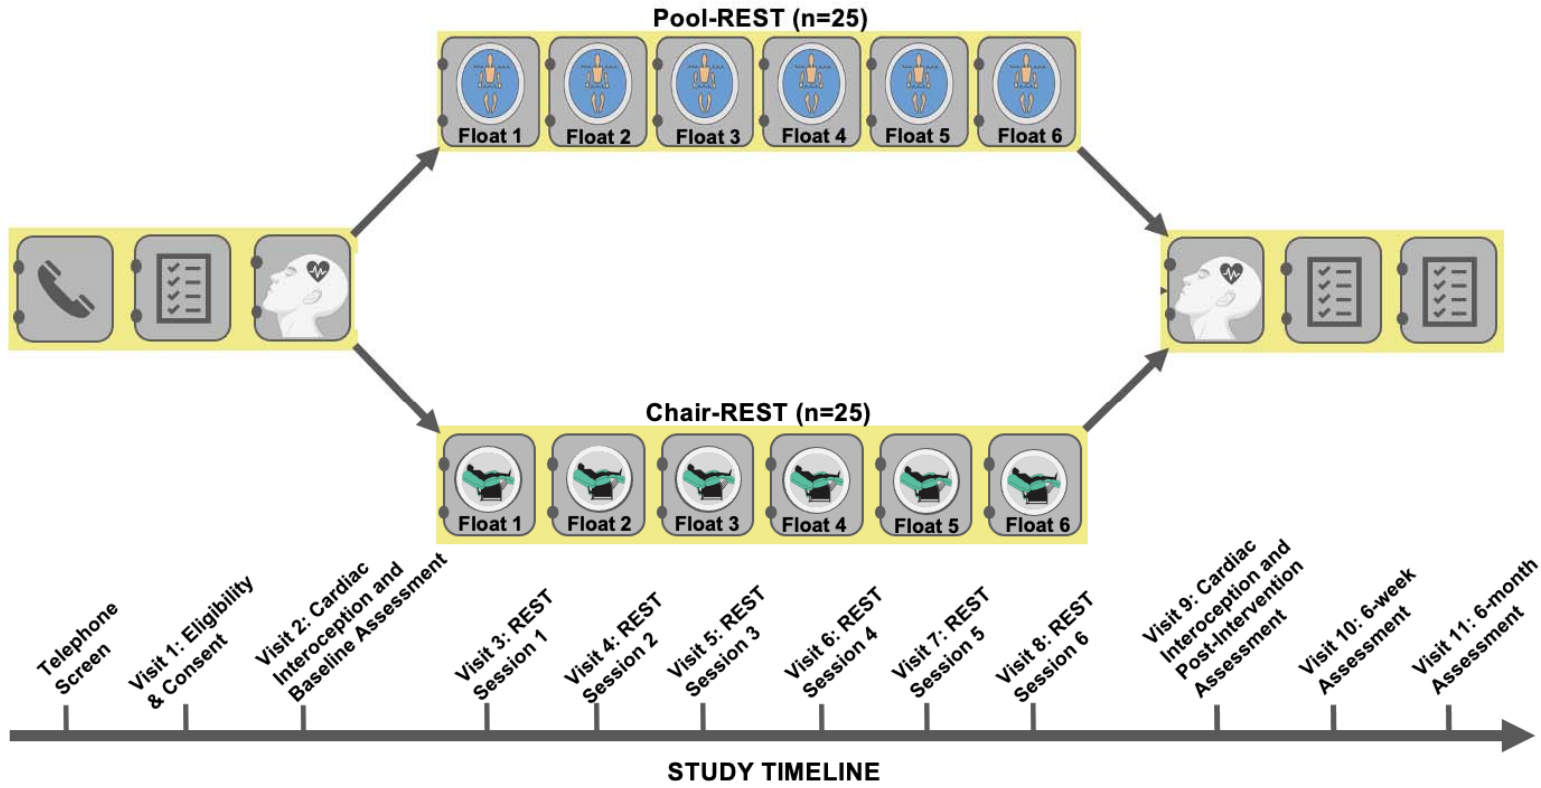 Pool-REST (n=25)
Float 1
Float 2
Float 3
Float 4
Float 5
Float 6
Chair-REST (n=25)
Float 1
Float 2
Float 3
Float 4
Float 5
Float 6
Telephone
Screen
Visit 1: Eligibility
& Consent
Visit 2: Cardiac
Interoception and
Baseline Assessment
Visit 3: REST
Session 1
Visit 4: REST
Session 2
Visit 5: REST
Session 3
Visit 6: REST
Session 4
Visit 7: REST
Session 5
Visit 8: REST
Session 6
Visit 9: Cardiac
Interoception and
Post-Intervention
Assessment
Visit 10: 6-week
Assessment
Visit 11: 6-month
Assessment
STUDY TIMELINE